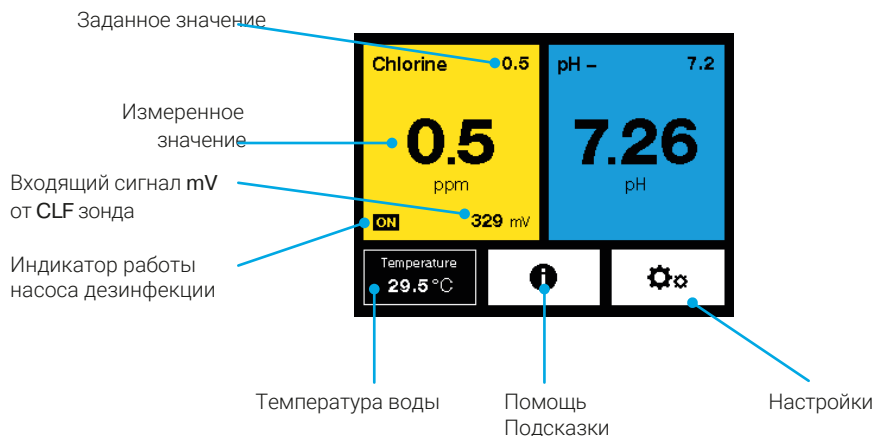 Заданное значение
Chlorine 0.5
pH – 7.2
Измеренное
значение
0.5
ppm
7.26
pH
Входящий сигнал mV
от CLF зонда
ON 329 mV
Индикатор работы
насоса дезинфекции
Temperature
29.5°C
Температура воды
Помощь
Подсказки
Настройки